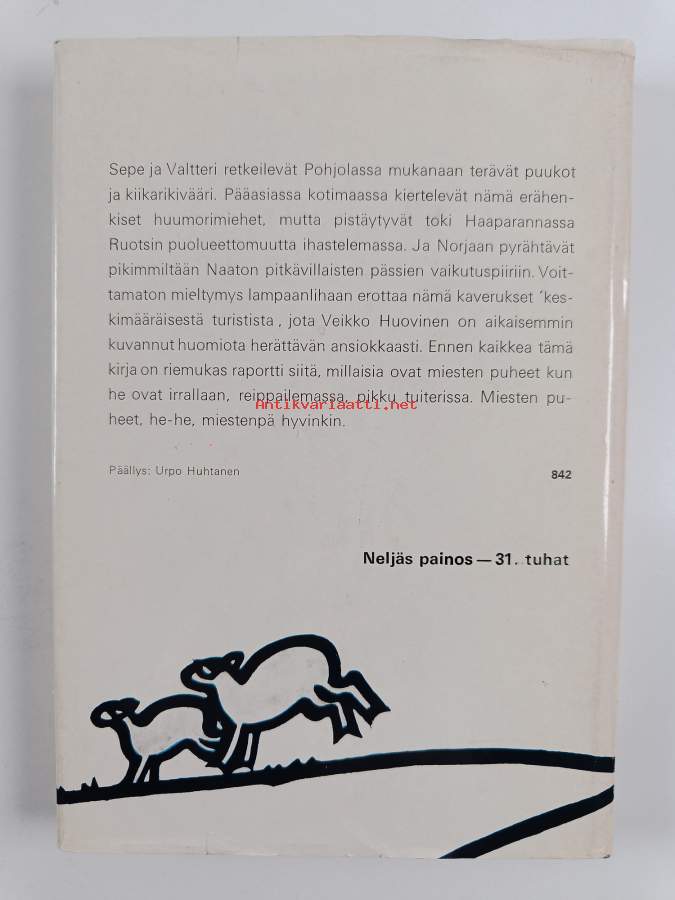 Sepe ja Valtteri retkeilevät Pohjolassa mukanaan terävät puukot
ja kiikarikivääri. Pääasiassa kotimaassa kiertelevät nämä erähen-
kiset huumorimiehet, mutta pistäytyvät toki Haaparannassa
Ruotsin puolueettomuutta ihastelemassa. Ja Norjaan pyrähtävät
pikimmiltään Naaton pitkävillaisten pässien vaikutuspiiriin. Voit-
tamaton mieltymys lampaanlihaan erottaa nämä kaverukset ’kes-
kimääräisestä turistista, jota Veikko Huovinen on aikaisemmin
kuvannut huomiota herättävän ansiokkaasti. Ennen kaikkea tämä
kirja on riemukas raportti siitä, millaisia ovat miesten puheet kun
he ovat irrallaan, reippailemassa, pikku tuiterissa. Miesten pu-
Antikvariaatti.net
heet, he-he, miestenpä hyvinkin.
Päällys: Urpo Huhtanen 842
Neljäs painos — 31. tuhat